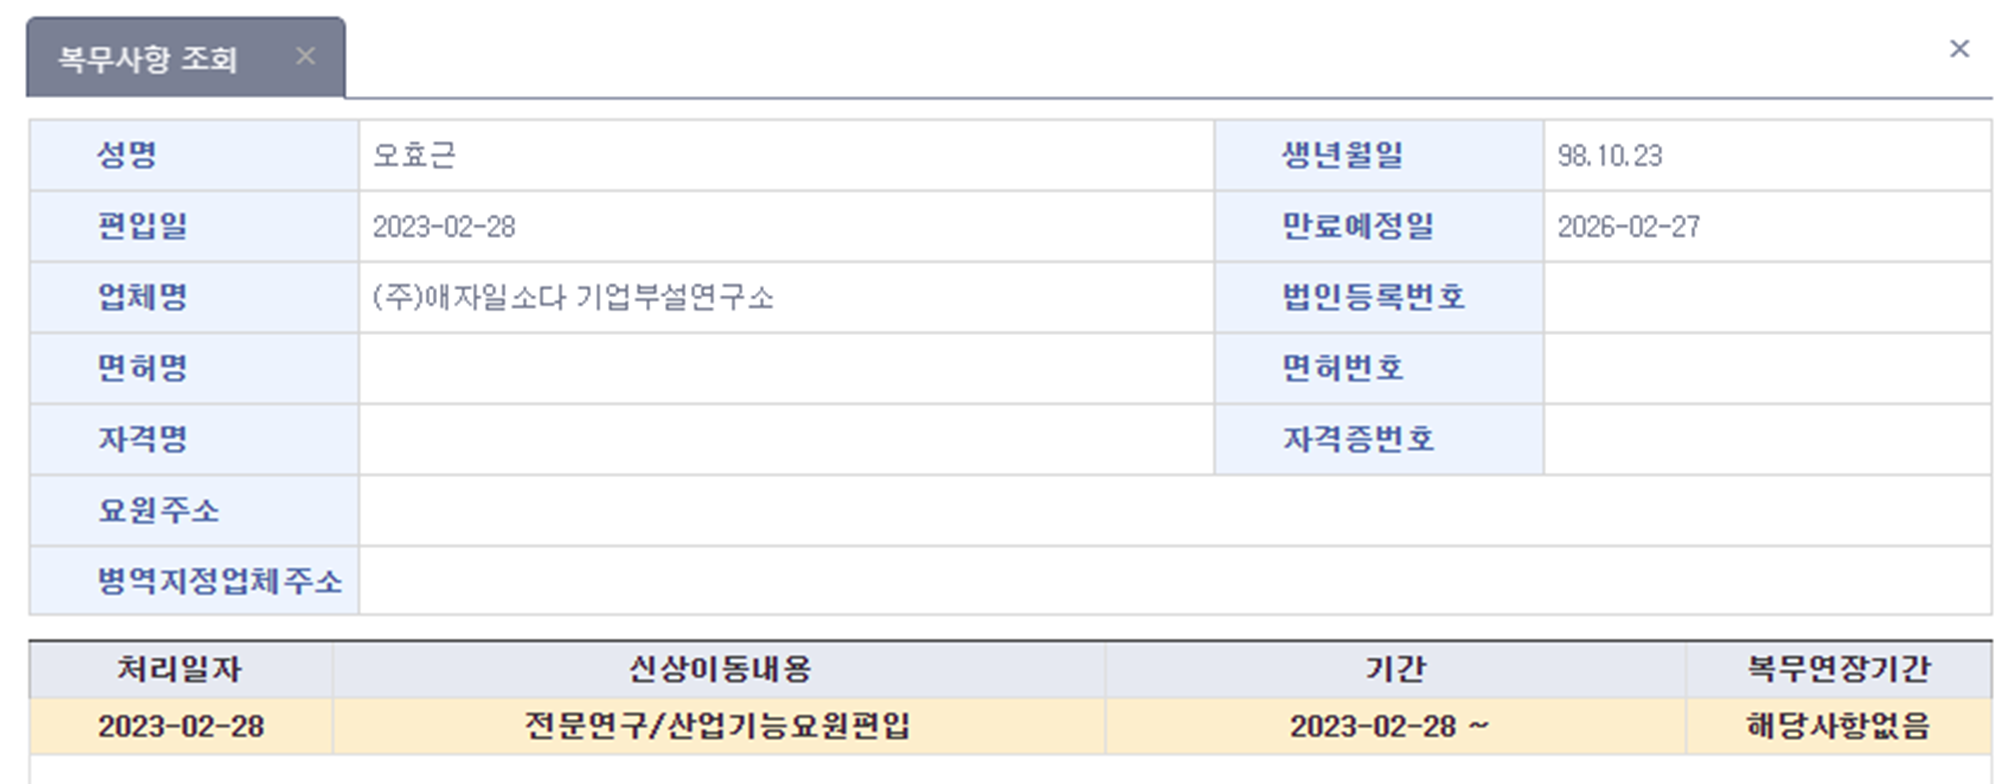 복무사항 조회 ×
×
성명 오효근 생년월일 98.10.23
편입일 2023-02-28 만료예정일 2026-02-27
업체명 (주)애자일소다 기업부설연구소 법인등록번호
면허명 면허번호
자격명 자격증번호
요원주소
병역지정업체주소
처리일자 신상이동내용 기간 복무연장기간
2023-02-28 전문연구/산업기능요원편입 2023-02-28 ~ 해당사항없음